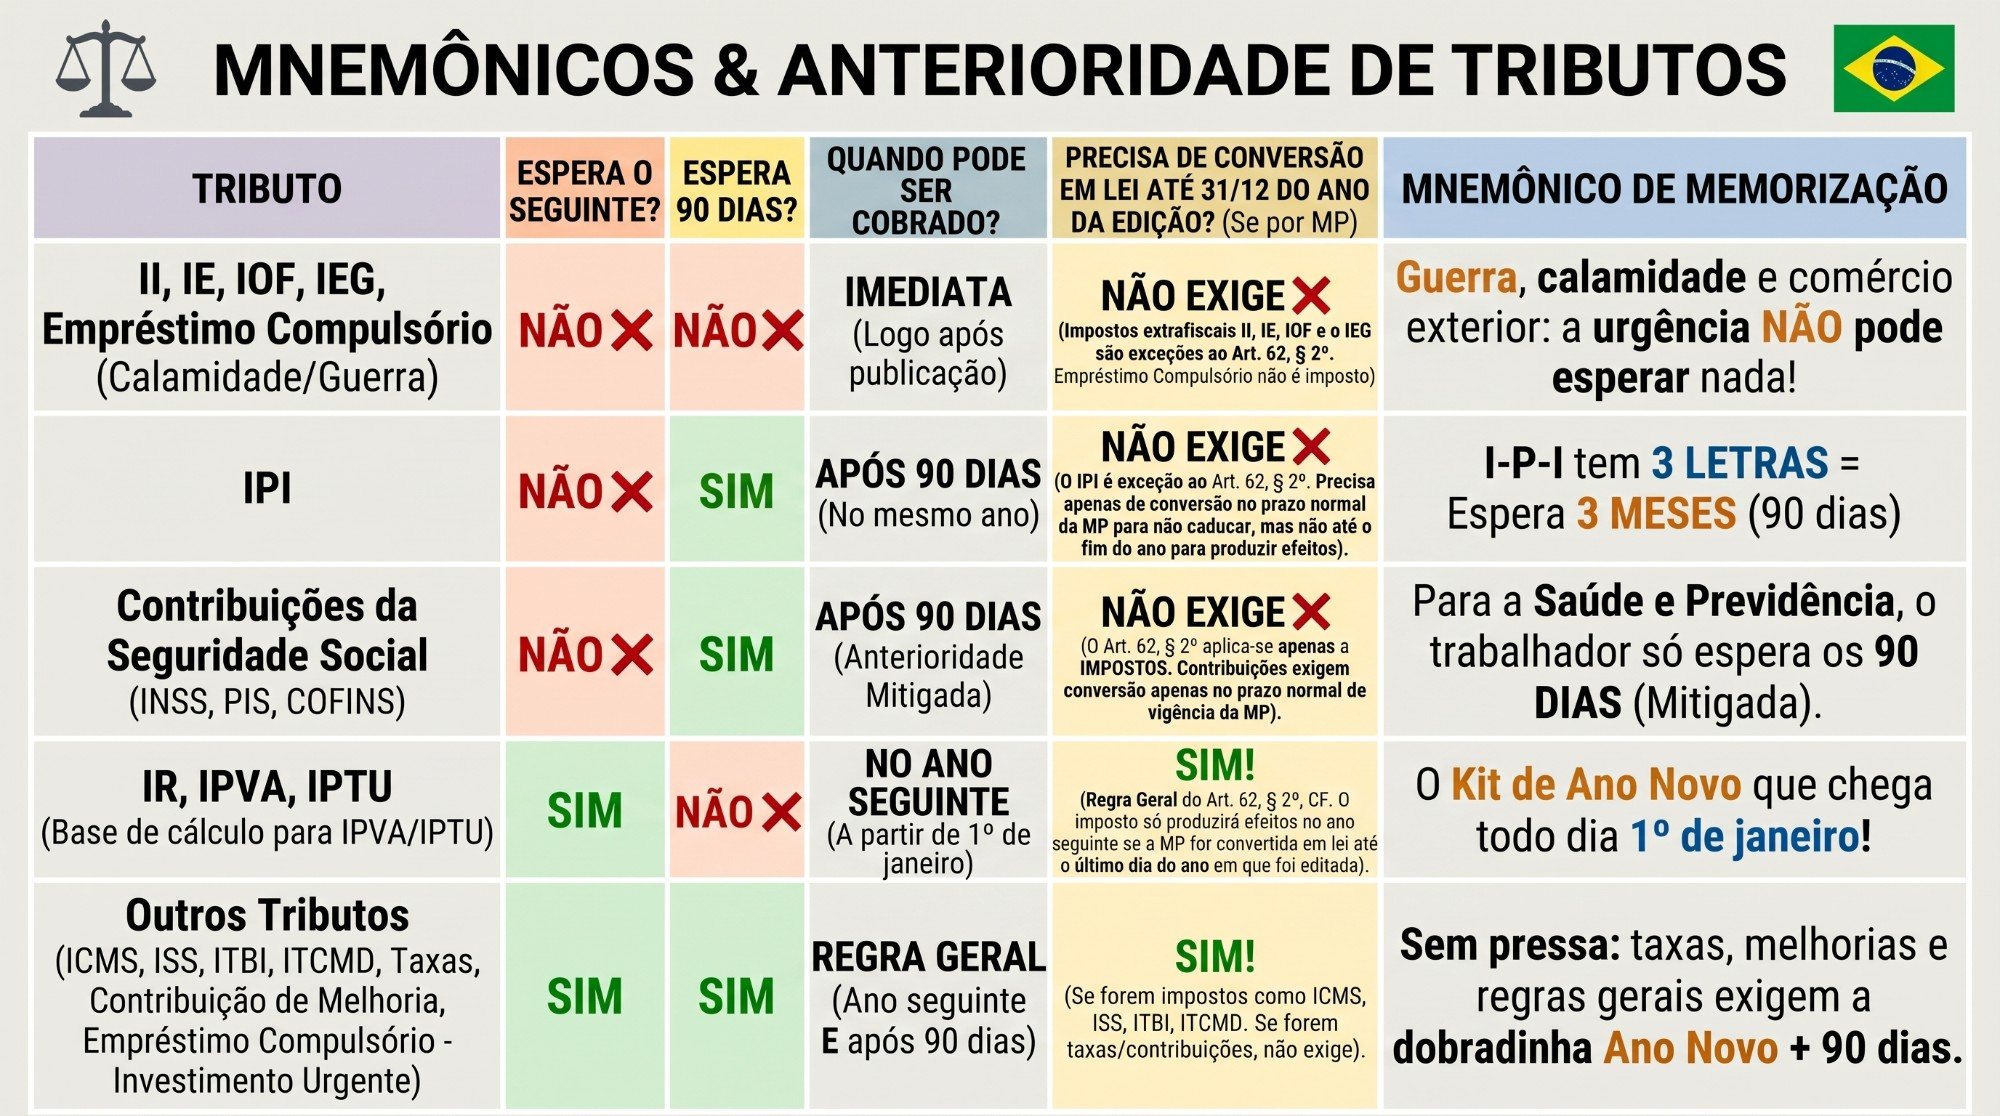 MNEMÔNICOS & ANTERIORIDADE DE TRIBUTOS
TRIBUTO
ESPERA O
SEGUINTE?
ESPERA
90 DIAS?
QUANDO PODE
SER
COBRADO?
PRECISA DE CONVERSÃO
EM LEI ATÉ 31/12 DO ANO
DA EDIÇÃO? (Se por MP)
MNEMÔNICO DE MEMORIZAÇÃO
II, IE, IOF, IEG,
Empréstimo Compulsório
(Calamidade/Guerra)
NÃO ❌
NÃO ❌
IMEDIATA
(Logo após
publicação)
NÃO EXIGE ❌
(Impostos extrafiscais II, IE, IOF e o IEG
são exceções ao Art. 62, § 2º.
Empréstimo Compulsório não é imposto)
Guerra, calamidade e comércio
exterior: a urgência NÃO pode
esperar nada!
IPI
NÃO ❌
SIM
APÓS 90 DIAS
(No mesmo ano)
NÃO EXIGE ❌
(O IPI é exceção ao Art. 62, § 2º. Precisa
apenas de conversão no prazo normal
da MP para não caducar, mas não até o
fim do ano para produzir efeitos).
I-P-I tem 3 LETRAS =
Espera 3 MESES (90 dias)
Contribuições da
Seguridade Social
(INSS, PIS, COFINS)
NÃO ❌
SIM
APÓS 90 DIAS
(Anterioridade
Mitigada)
NÃO EXIGE ❌
(O Art. 62, § 2º aplica-se apenas a
IMPOSTOS. Contribuições exigem
conversão apenas no prazo normal de
vigência da MP).
Para a Saúde e Previdência, o
trabalhador só espera os 90
DIAS (Mitigada).
IR, IPVA, IPTU
(Base de cálculo para IPVA/IPTU)
SIM
NÃO ❌
NO ANO
SEGUINTE
(A partir de 1º de
janeiro)
SIM!
(Regra Geral do Art. 62, § 2º, CF. O
imposto só produzirá efeitos no ano
seguinte se a MP for convertida em lei até
o último dia do ano em que foi editada).
O Kit de Ano Novo que chega
todo dia 1º de janeiro!
Outros Tributos
(ICMS, ISS, ITBI, ITCMD, Taxas,
Contribuição de Melhoria,
Empréstimo Compulsório -
Investimento Urgente)
SIM
SIM
REGRA GERAL
(Ano seguinte
E após 90 dias)
SIM!
(Se forem impostos como ICMS,
ISS, ITBI, ITCMD. Se forem
taxas/contribuições, não exige).
Sem pressa: taxas, melhorias e
regras gerais exigem a
dobradinha Ano Novo + 90 dias.